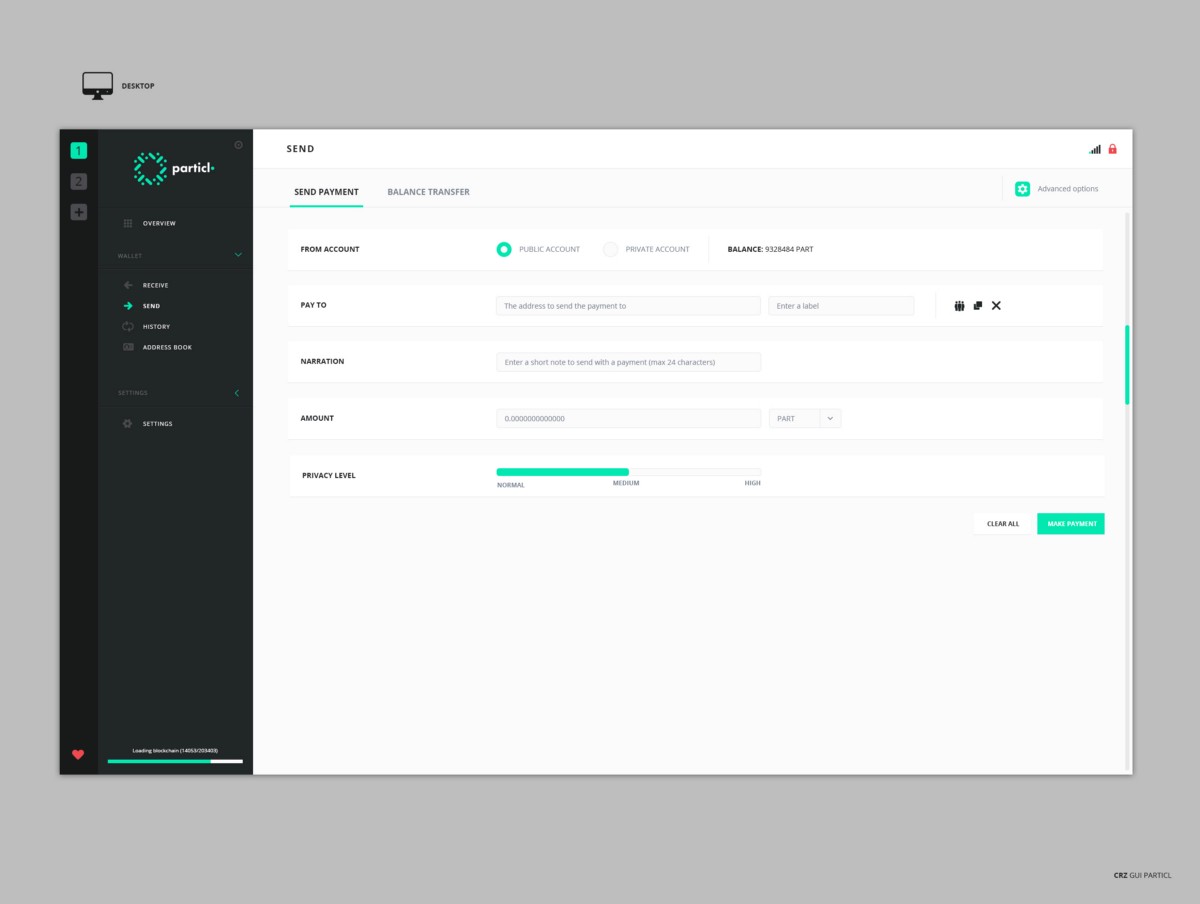 DESKTOP
1
2
particl
OVERVIEW
WALLET
RECEIVE
SEND
HISTORY
ADDRESS BOOK
SETTINGS
SETTINGS
Loading blockchain (14053/203403)
SEND
SEND PAYMENT BALANCE TRANSFER
Advanced options
FROM ACCOUNT PUBLIC ACCOUNT PRIVATE ACCOUNT BALANCE: 9328484 PART
PAY TO The address to send the payment to Enter a label
NARRATION Enter a short note to send with a payment (max 24 characters)
AMOUNT 0.0000000000000 PART
PRIVACY LEVEL
NORMAL MEDIUM HIGH
CLEAR ALL MAKE PAYMENT
CRZ GUI PARTICL